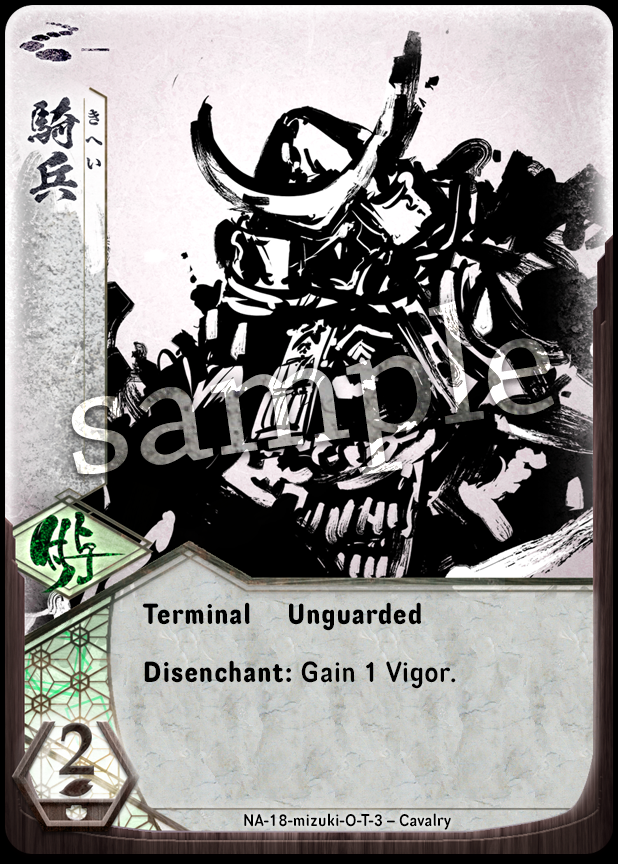 騎兵
きへい
sample
Terminal Unguarded
Disenchant: Gain 1 Vigor.
2
NA-18-mizuki-O-T-3 – Cavalry